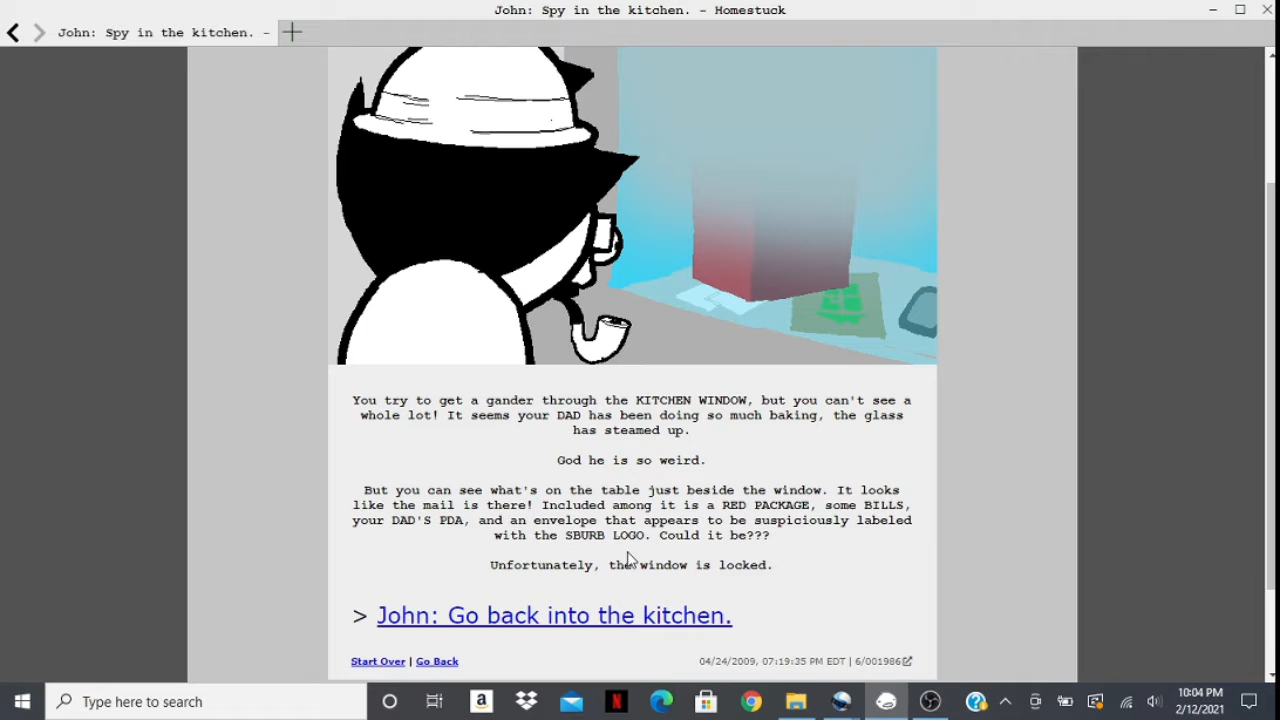 John: Spy in the kitchen. - Homestuck
John: Spy in the kitchen. -
You try to get a gander through the KITCHEN WINDOW, but you can't see a
whole lot! It seems your DAD has been doing so much baking, the glass
has steamed up.
God he is so weird.
But you can see what's on the table just beside the window. It looks
like the mail is there! Included among it is a RED PACKAGE, some BILLS,
your DAD'S PDA, and an envelope that appears to be suspiciously labeled
with the SBURB LOGO. Could it be???
Unfortunately, the window is locked.
> John: Go back into the kitchen.
Start Over | Go Back
04/24/2009, 07:19:35 PM EDT | 6/001986
Type here to search
10:04 PM
2/12/2021